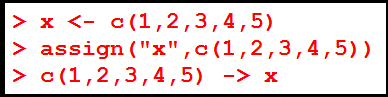 > x <- c(1,2,3,4,5)
> assign("x",c(1,2,3,4,5))
> c(1,2,3,4,5) -> x